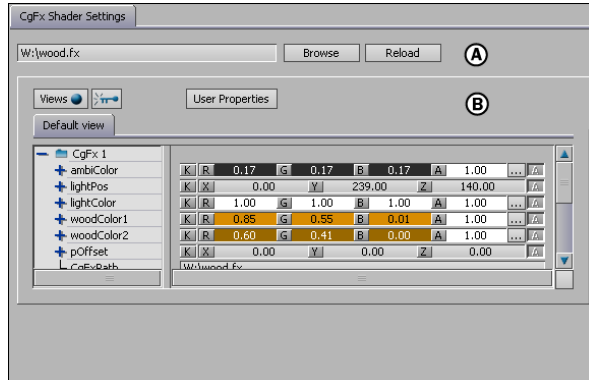 CgFx Shader Settings
W:\wood.fx Browse Reload A
Views User Properties B
Default view
CgFx 1
ambiColor K R 0.17 G 0.17 B 0.17 A 1.00 ... A
lightPos K X 0.00 Y 239.00 Z 140.00 A
lightColor K R 1.00 G 1.00 B 1.00 A 1.00 ... A
woodColor1 K R 0.85 G 0.55 B 0.01 A 1.00 ... A
woodColor2 K R 0.60 G 0.41 B 0.00 A 1.00 ... A
pOffset K X 0.00 Y 0.00 Z 0.00 A
CgFxPath W:\wood.fx